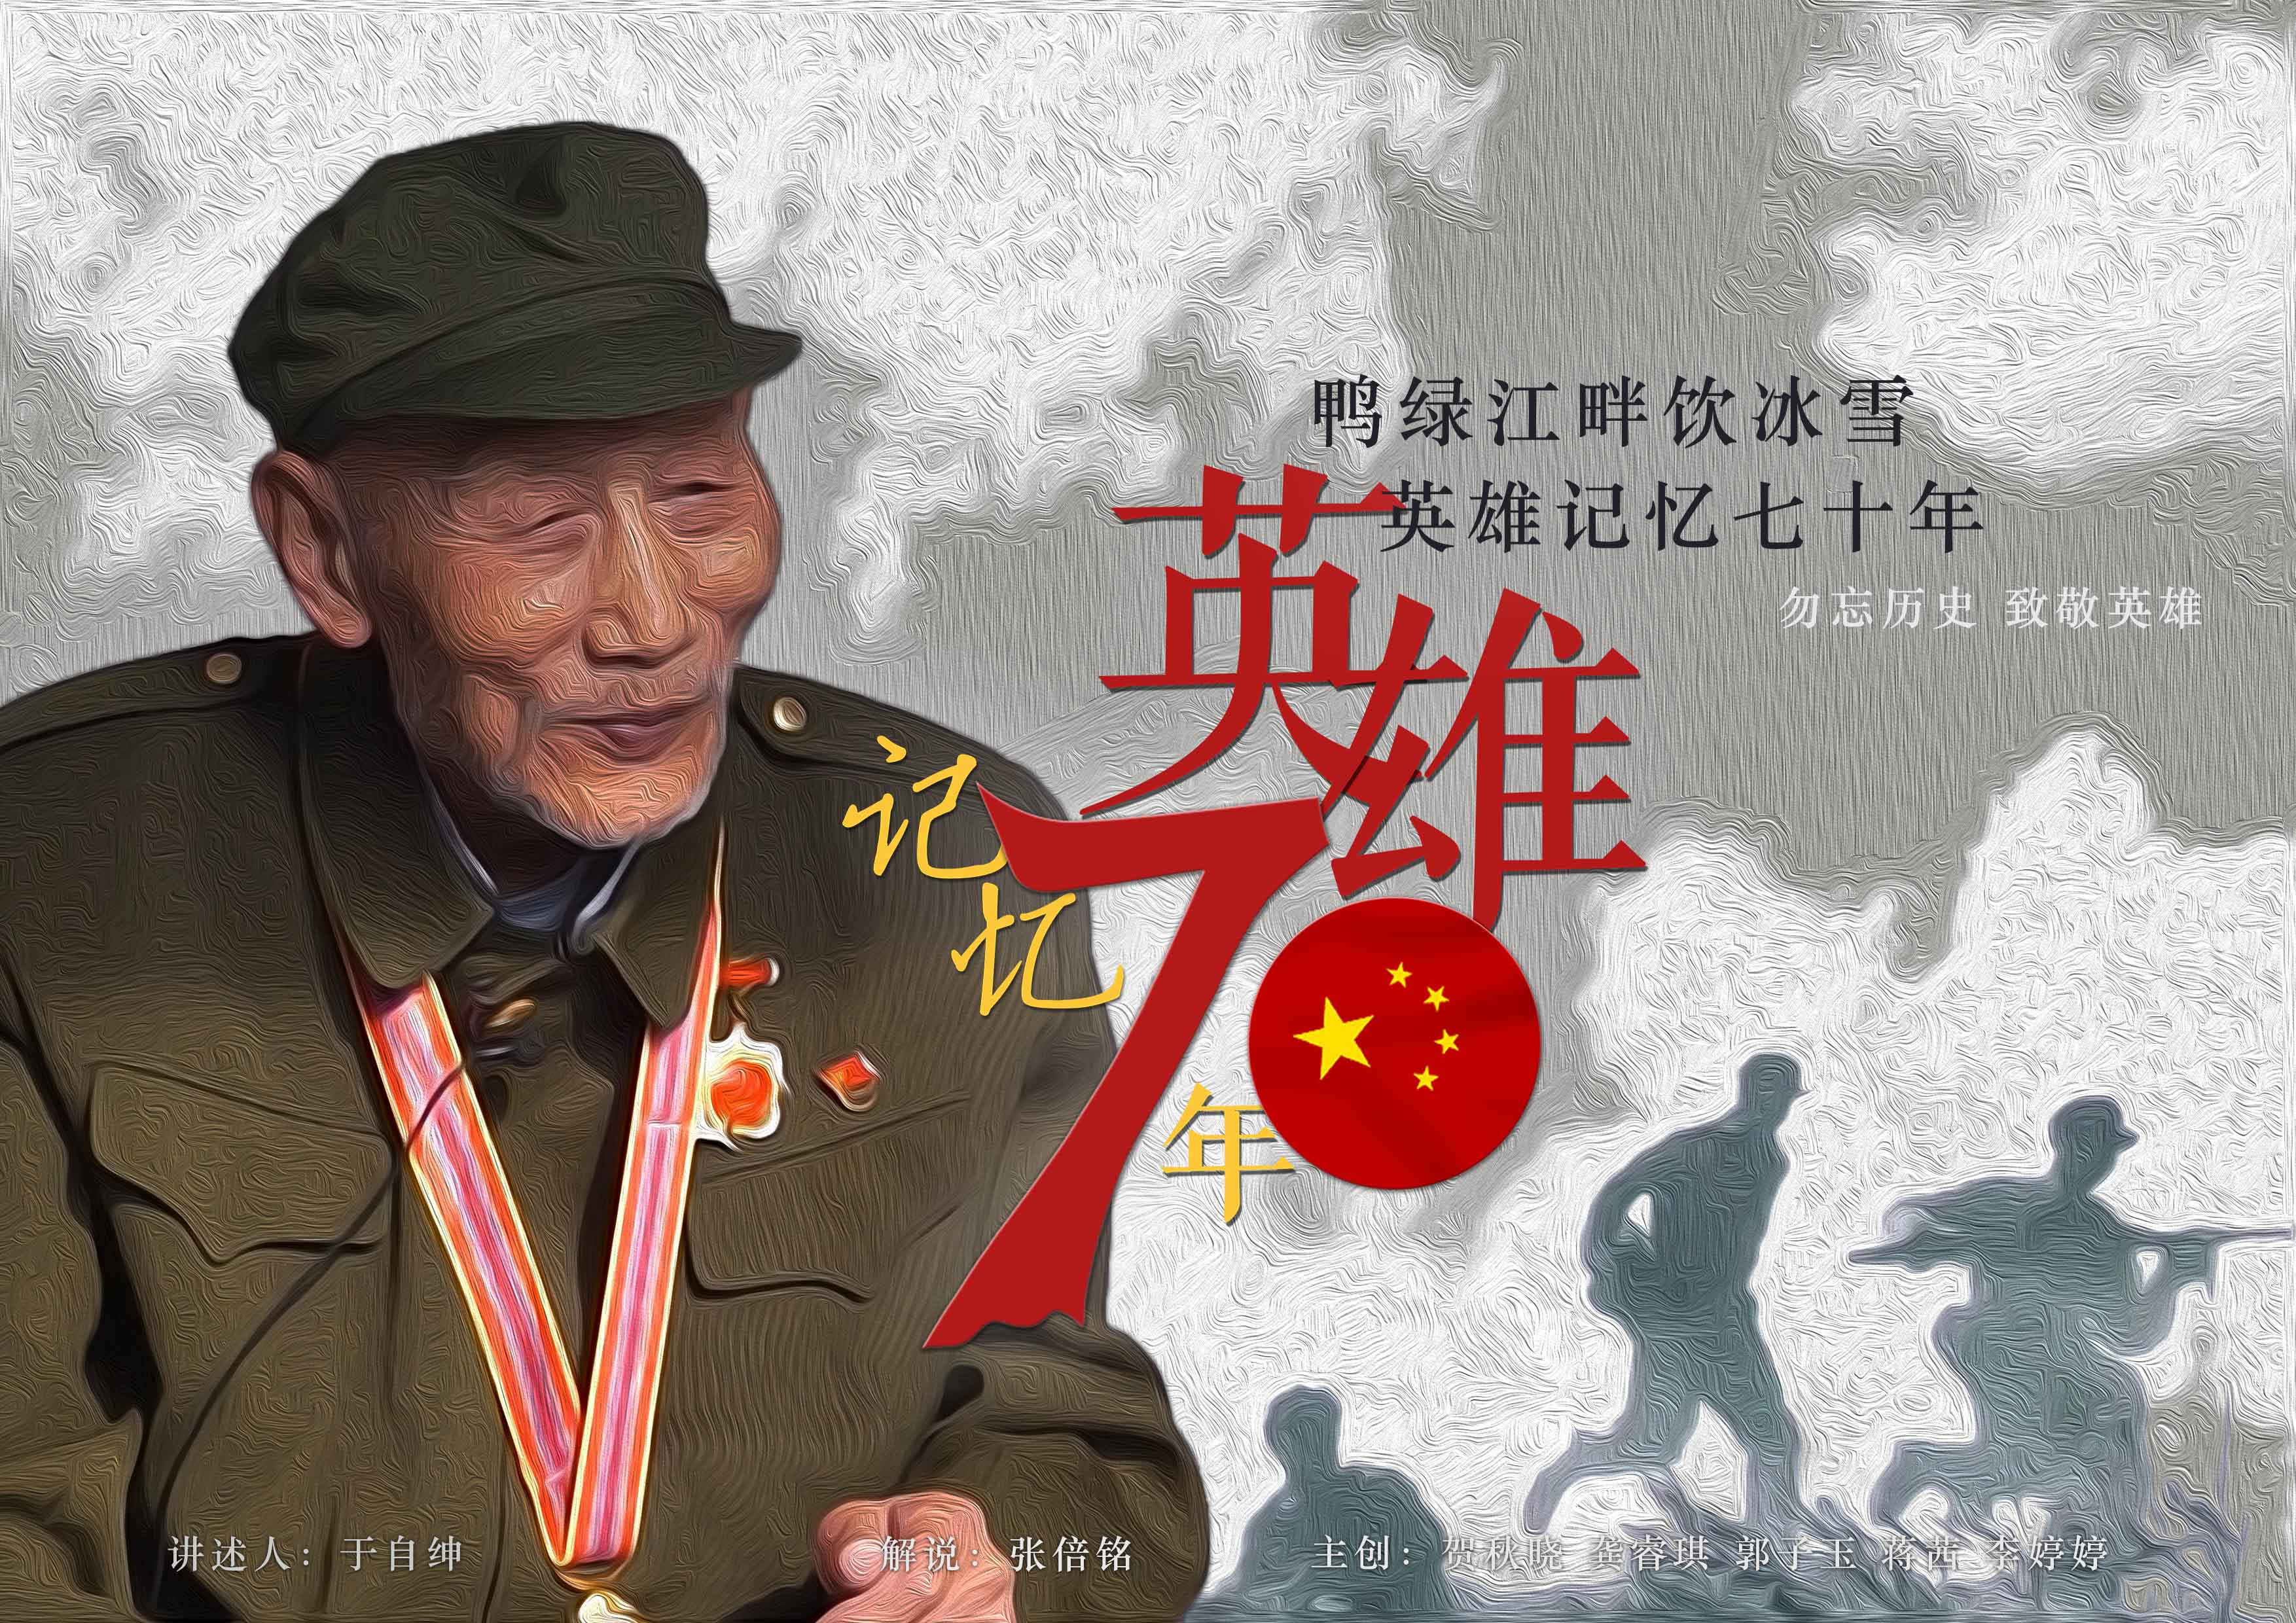 鸭绿江畔饮冰雪
英雄记忆七十年
勿忘历史 致敬英雄
英雄
记忆
7
年
讲述人：于自绅
解说：张倍铭
主创：贺秋晓 龚睿琪 郭子玉 蒋茜 李婷婷